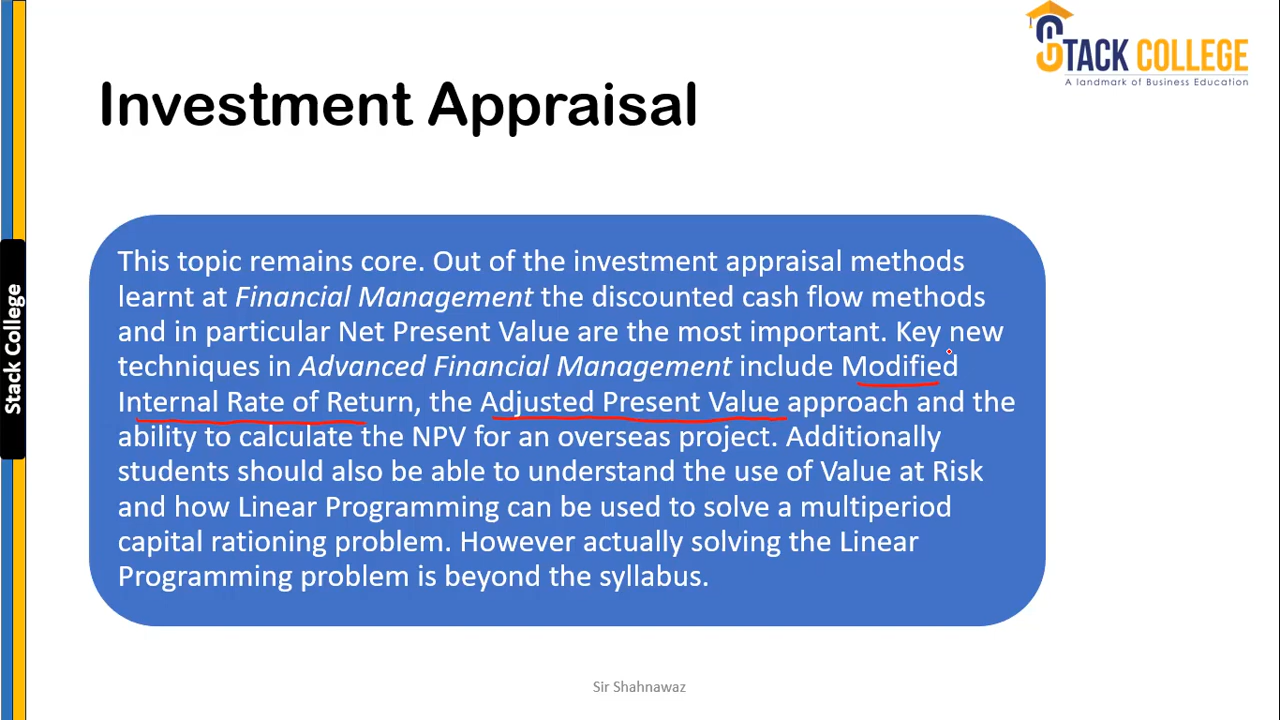 STACK COLLEGE
A landmark of Business Education
Investment Appraisal
This topic remains core. Out of the investment appraisal methods
learnt at Financial Management the discounted cash flow methods
and in particular Net Present Value are the most important. Key new
techniques in Advanced Financial Management include Modified
Internal Rate of Return, the Adjusted Present Value approach and the
ability to calculate the NPV for an overseas project. Additionally
students should also be able to understand the use of Value at Risk
and how Linear Programming can be used to solve a multiperiod
capital rationing problem. However actually solving the Linear
Programming problem is beyond the syllabus.
Stack College
Sir Shahnawaz